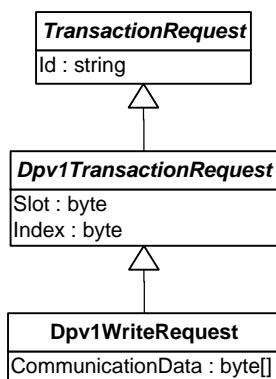 TransactionRequest
Id : string
Dpv1TransactionRequest
Slot : byte
Index : byte
Dpv1WriteRequest
CommunicationData : byte[]